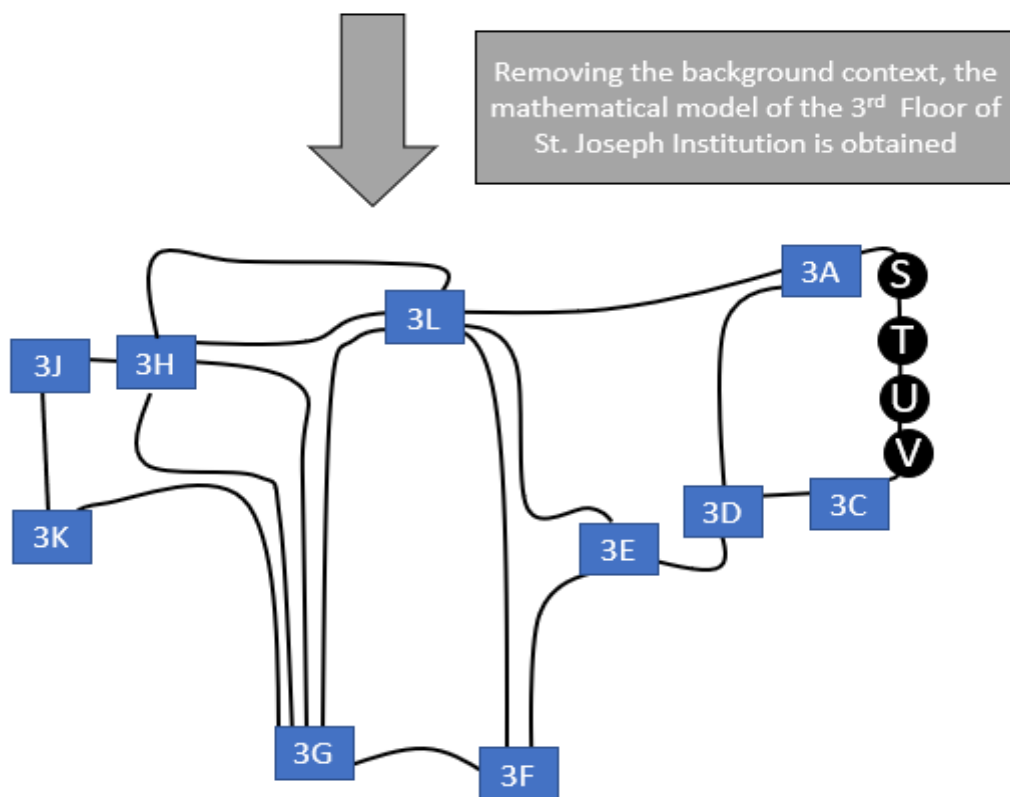 Removing the background context, the
mathematical model of the 3rd Floor of
St. Joseph Institution is obtained
3A
S
3L
T
3J
3H
U
V
3D
3C
3K
3E
3G
3F